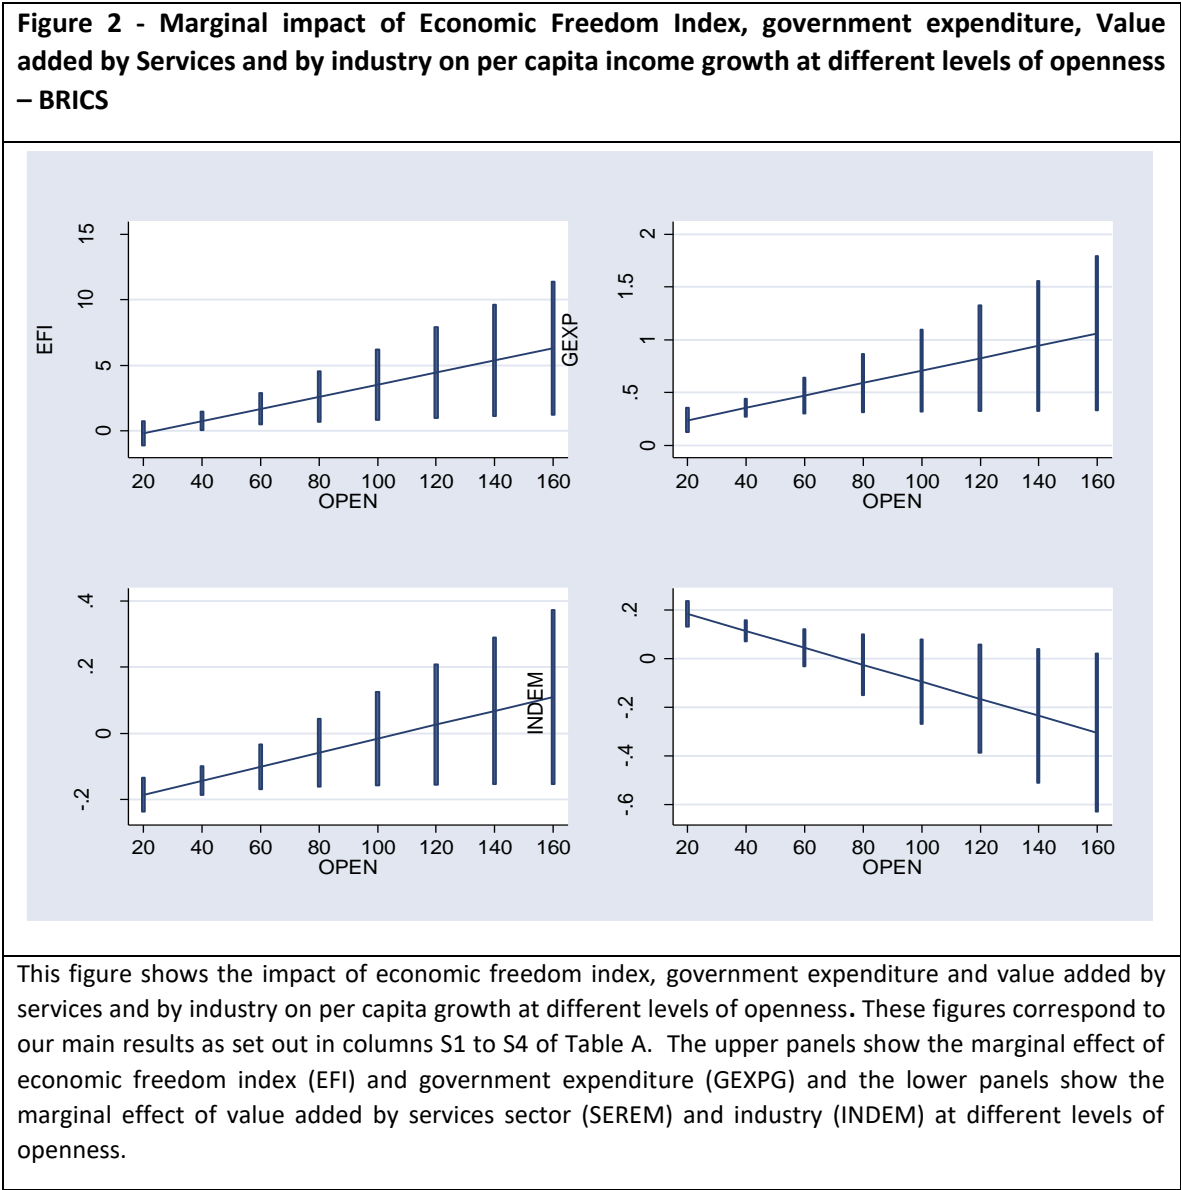 Figure 2 - Marginal impact of Economic Freedom Index, government expenditure, Value
added by Services and by industry on per capita income growth at different levels of openness
– BRICS
15
10
5
0
EFI
20 40 60 80 100 120 140 160
OPEN
2
1.5
1
.5
0
GEXP
20 40 60 80 100 120 140 160
OPEN
.4
.2
0
-.2
20 40 60 80 100 120 140 160
OPEN
.2
0
-.2
-.4
-.6
INDEM
20 40 60 80 100 120 140 160
OPEN
This figure shows the impact of economic freedom index, government expenditure and value added by
services and by industry on per capita growth at different levels of openness. These figures correspond to
our main results as set out in columns S1 to S4 of Table A. The upper panels show the marginal effect of
economic freedom index (EFI) and government expenditure (GEXPG) and the lower panels show the
marginal effect of value added by services sector (SEREM) and industry (INDEM) at different levels of
openness.